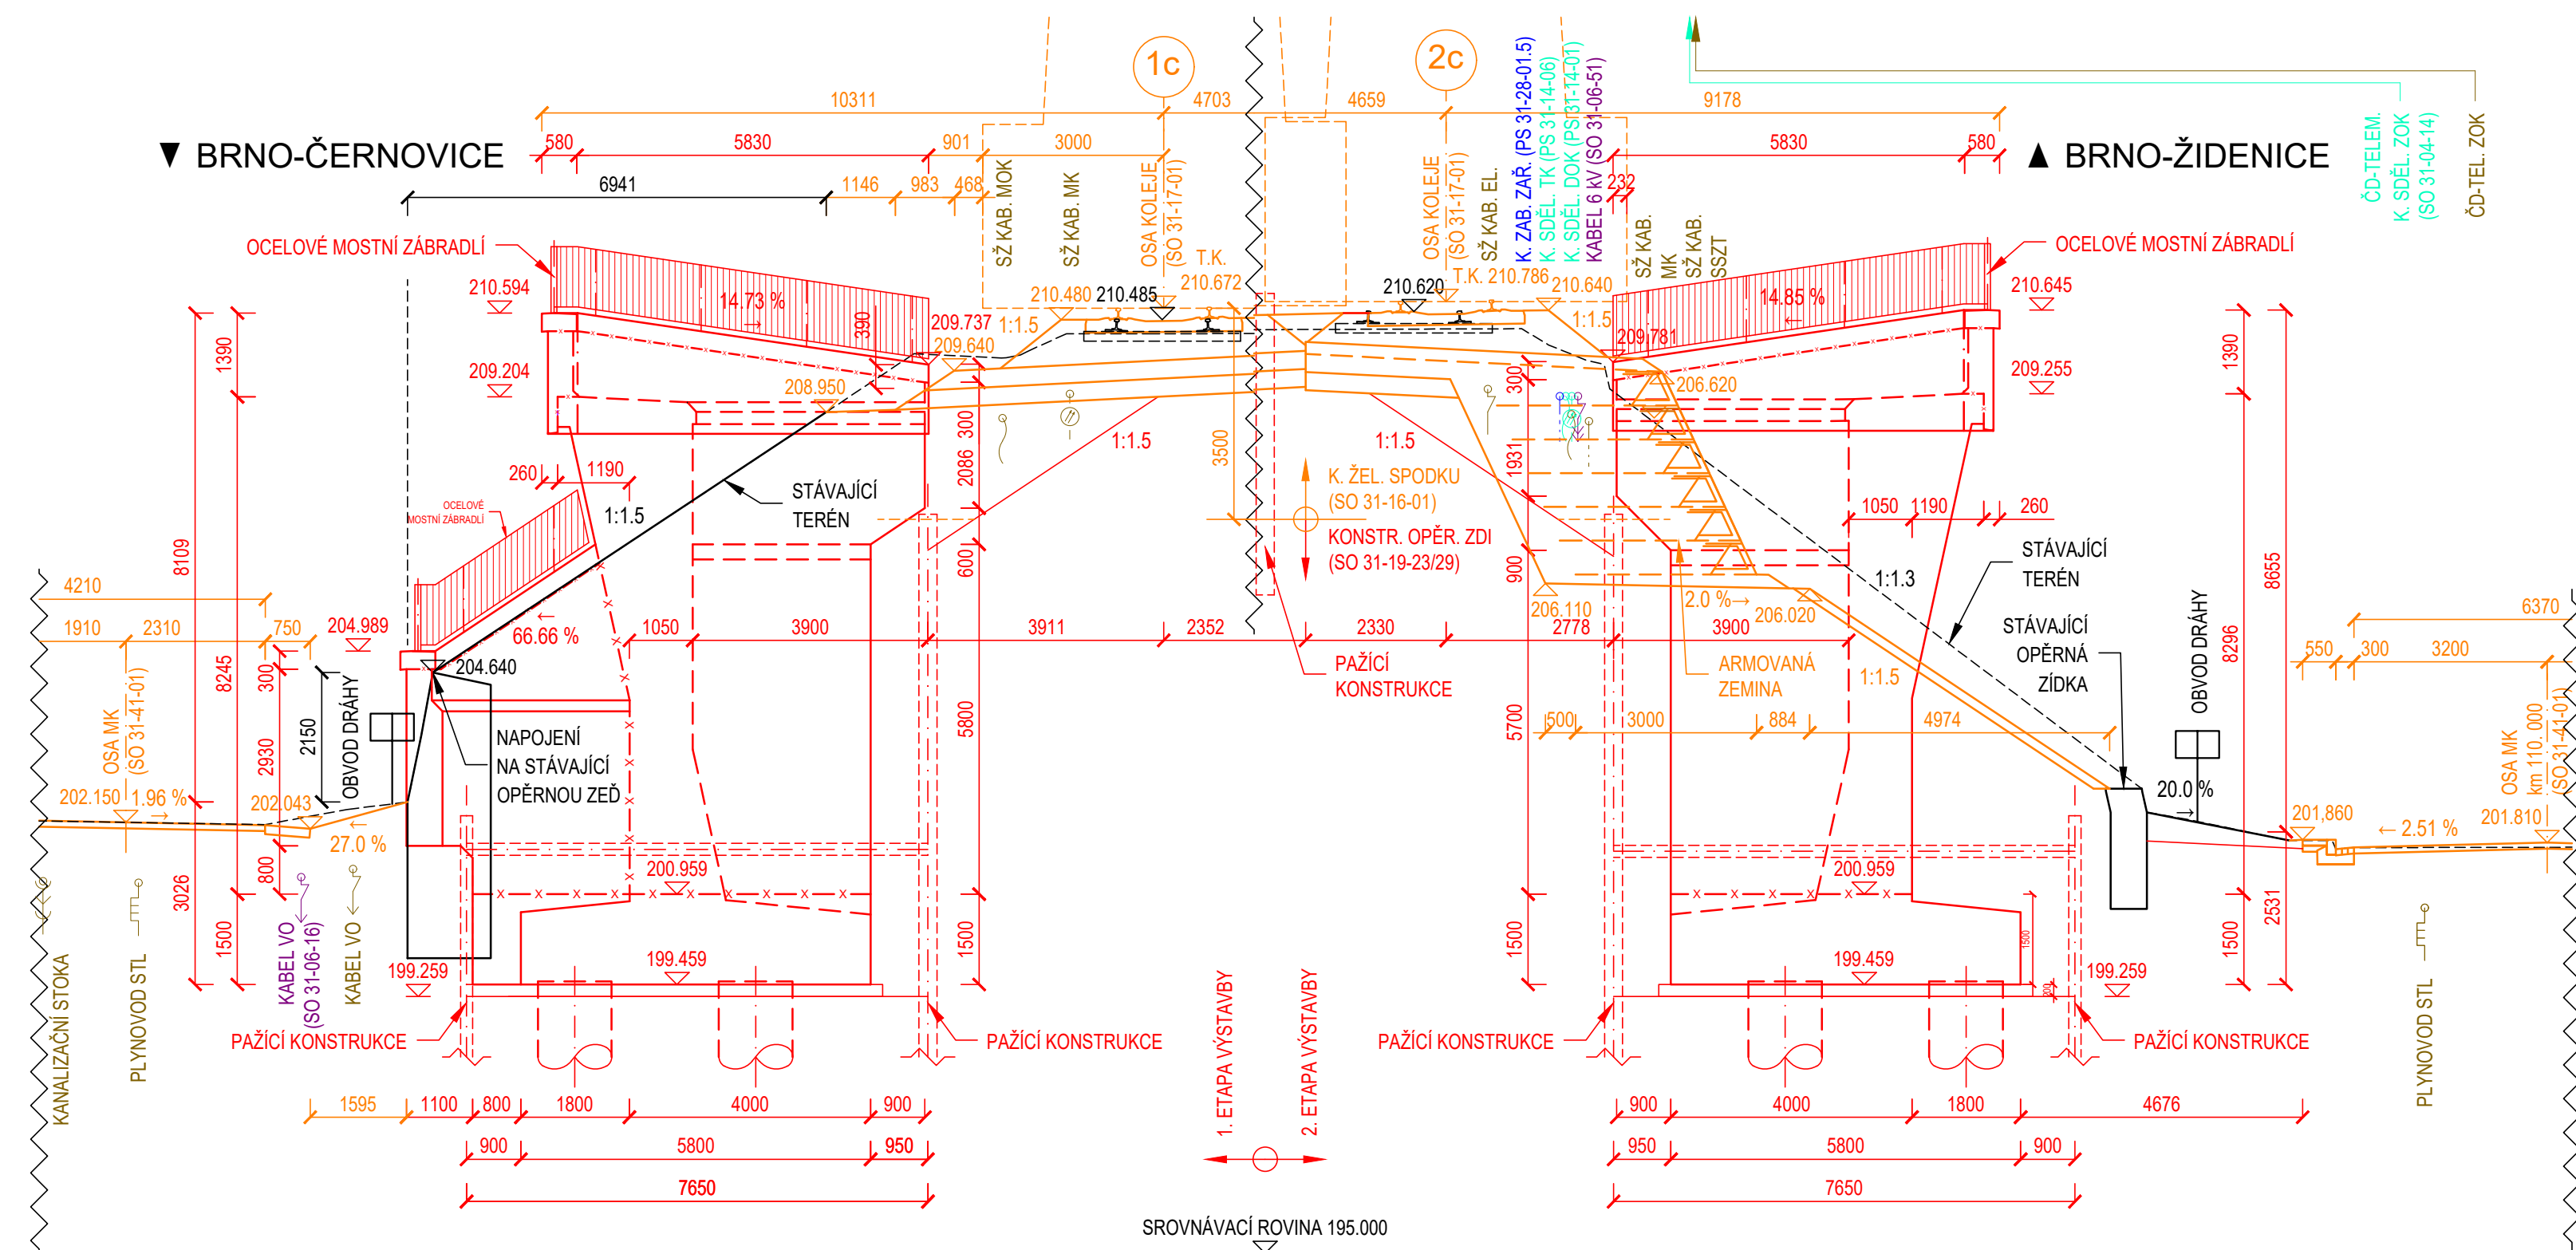 1c
2c
10311
4703
4659
9178
▼ BRNO-ČERNOVICE
580
5830
901
3000
5830
580
▲ BRNO-ŽIDENICE
6941
1146
983
468
232
SŽ KAB. MOK
SŽ KAB. MK
OSA KOLEJE
(SO 31-17-01)
OSA KOLEJE
(SO 31-17-01)
SŽ KAB. EL.
K. ZAB. ZAŘ. (PS 31-28-01.5)
K. SDĚL. TK (PS 31-14-06)
K. SDĚL. DOK (PS 31-14-01)
KABEL 6 kV (SO 31-06-51)
SŽ KAB.
MK
SŽ KAB.
SSZT
ČD-TELEM.
K. SDĚL. ZOK
(SO 31-04-14)
ČD-TEL. ZOK
OCELOVÉ MOSTNÍ ZÁBRADLÍ
OCELOVÉ MOSTNÍ ZÁBRADLÍ
T.K.
210.672
T.K. 210.786
210.594
14.73 %
→
390
209.737
209.640
1:1.5
210.480
210.485
210.620
210.640
1:1.5
209.781
14.85 %
←
210.645
1390
209.204
208.950
206.620
209.255
1390
300
2086
600
5800
1500
3500
1:1.5
1:1.5
300
1931
900
5700
1500
260
1190
1:1.5
STÁVAJÍCÍ
TERÉN
OCELOVÉ
MOSTNÍ ZÁBRADLÍ
K. ŽEL. SPODKU
(SO 31-16-01)
KONSTR. OPĚR. ZDI
(SO 31-19-23/29)
1050
1190
260
STÁVAJÍCÍ
TERÉN
1:1.3
8109
8245
8655
8296
4210
1910
2310
750
204.989
←
66.66 %
1050
3900
3911
2352
2330
2778
3900
206.110
2.0 %→
206.020
STÁVAJÍCÍ
OPĚRNÁ
ZÍDKA
OBVOD DRÁHY
6370
550
300
3200
300
2930
800
204.640
2150
OBVOD DRÁHY
PAŽÍCÍ
KONSTRUKCE
ARMOVANÁ
ZEMINA
1:1.5
500
3000
884
4974
OSA MK
(SO 31-41-01)
NAPOJENÍ
NA STÁVAJÍCÍ
OPĚRNOU ZEĎ
OSA MK
km 110.000
(SO 31-41-01)
202.150
1.96 %
→
202.043
←
27.0 %
20.0 %
→
201,860
← 2.51 %
201.810
3026
1500
200.959
200.959
1500
2531
1500
KANALIZAČNÍ STOKA
PLYNOVOD STL
KABEL VO
(SO 31-06-16)
KABEL VO
199.259
199.459
199.459
199.259
PLYNOVOD STL
PAŽÍCÍ KONSTRUKCE
PAŽÍCÍ KONSTRUKCE
1. ETAPA VÝSTAVBY
2. ETAPA VÝSTAVBY
PAŽÍCÍ KONSTRUKCE
PAŽÍCÍ KONSTRUKCE
1595
1100
800
1800
4000
900
900
4000
1800
4676
900
5800
950
950
5800
900
7650
7650
SROVNÁVACÍ ROVINA 195.000